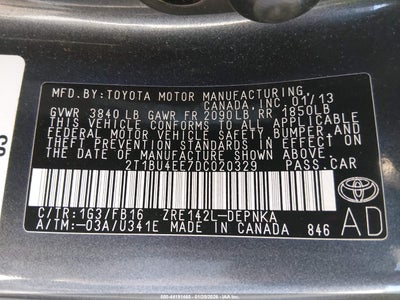 MFD.BY:TOYOTA MOTOR MANUFACTURING,
CANADA,INC. 01/13
GVWR 3840LB GAWR FR 2090LB RR 1850LB
THIS VEHICLE CONFORMS TO ALL APPLICABLE
FEDERAL MOTOR VEHICLE SAFETY, BUMPER, AND
THEFT PREVENTION STANDARDS IN EFFECT ON
THE DATE OF MANUFACTURE SHOWN ABOVE.
2T1BU4EE7DC020329 PASS.CAR
C/TR:1G3/FB16 ZRE142L-DEPNKA
A/TM:-03A/U341E MADE IN CANADA 846
TOYOTA
AD